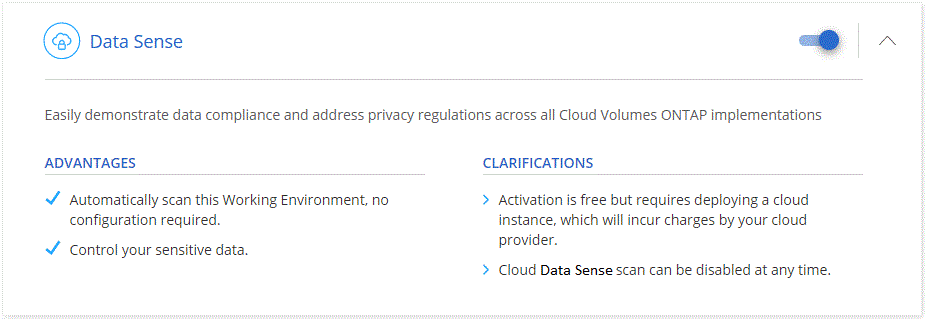 Data Sense
Easily demonstrate data compliance and address privacy regulations across all Cloud Volumes ONTAP implementations
ADVANTAGES
Automatically scan this Working Environment, no
configuration required.
Control your sensitive data.
CLARIFICATIONS
Activation is free but requires deploying a cloud
instance, which will incur charges by your cloud
provider.
Cloud Data Sense scan can be disabled at any time.